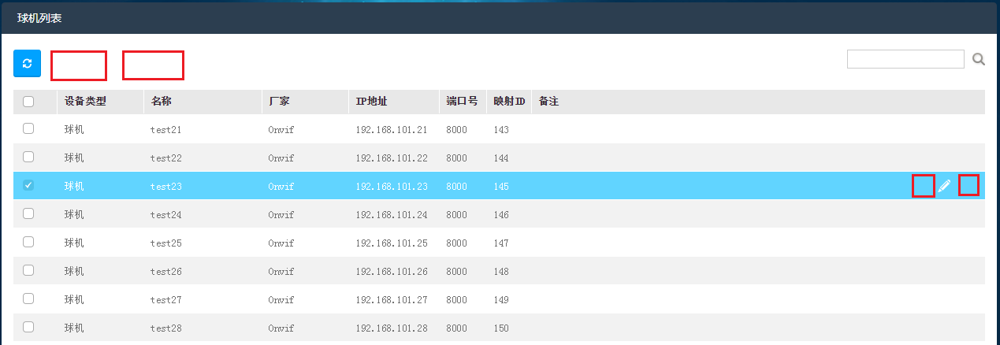 球机列表
设备类型 名称 厂家 IP地址 端口号 映射ID 备注
球机 test21 Onvif 192.168.101.21 8000 143
球机 test22 Onvif 192.168.101.22 8000 144
球机 test23 Onvif 192.168.101.23 8000 145
球机 test24 Onvif 192.168.101.24 8000 146
球机 test25 Onvif 192.168.101.25 8000 147
球机 test26 Onvif 192.168.101.26 8000 148
球机 test27 Onvif 192.168.101.27 8000 149
球机 test28 Onvif 192.168.101.28 8000 150